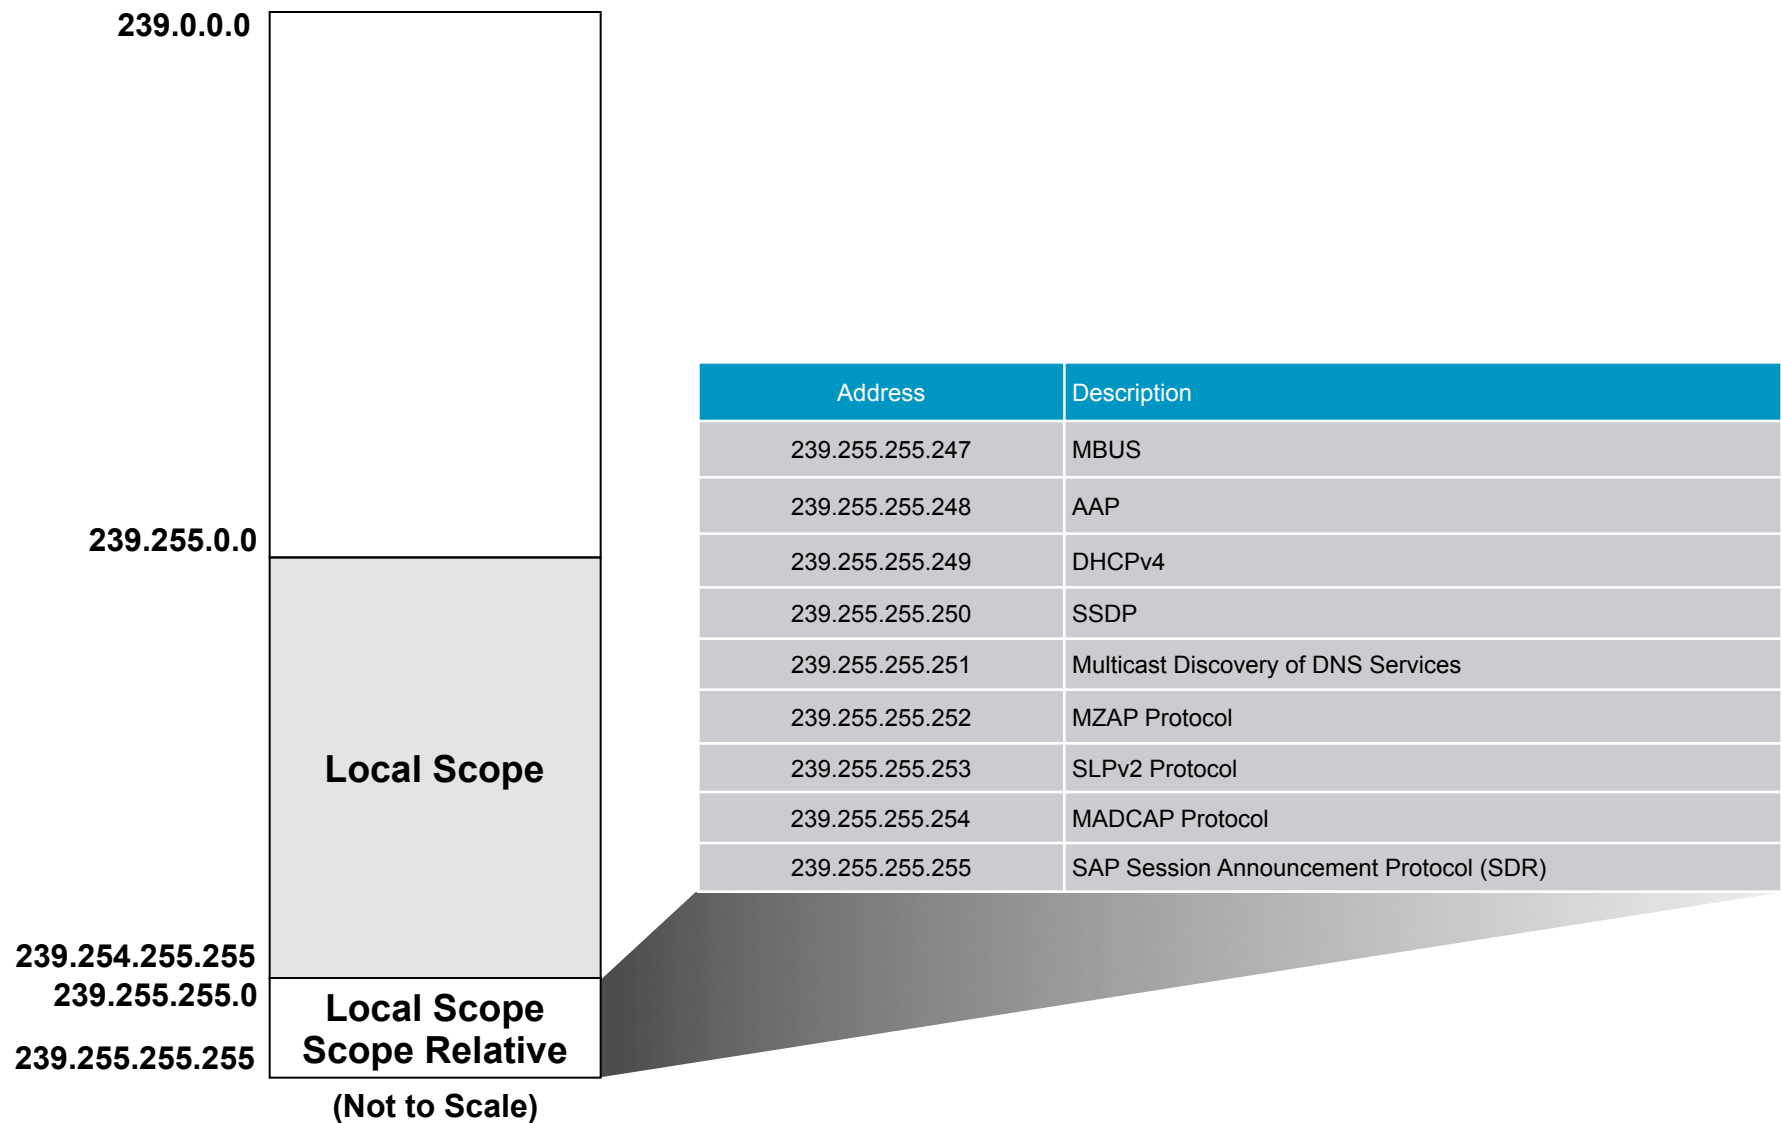 239.0.0.0
239.255.0.0
Local Scope
239.254.255.255
239.255.255.0
Local Scope
Scope Relative
239.255.255.255
(Not to Scale)
Address Description
239.255.255.247 MBUS
239.255.255.248 AAP
239.255.255.249 DHCPv4
239.255.255.250 SSDP
239.255.255.251 Multicast Discovery of DNS Services
239.255.255.252 MZAP Protocol
239.255.255.253 SLPv2 Protocol
239.255.255.254 MADCAP Protocol
239.255.255.255 SAP Session Announcement Protocol (SDR)